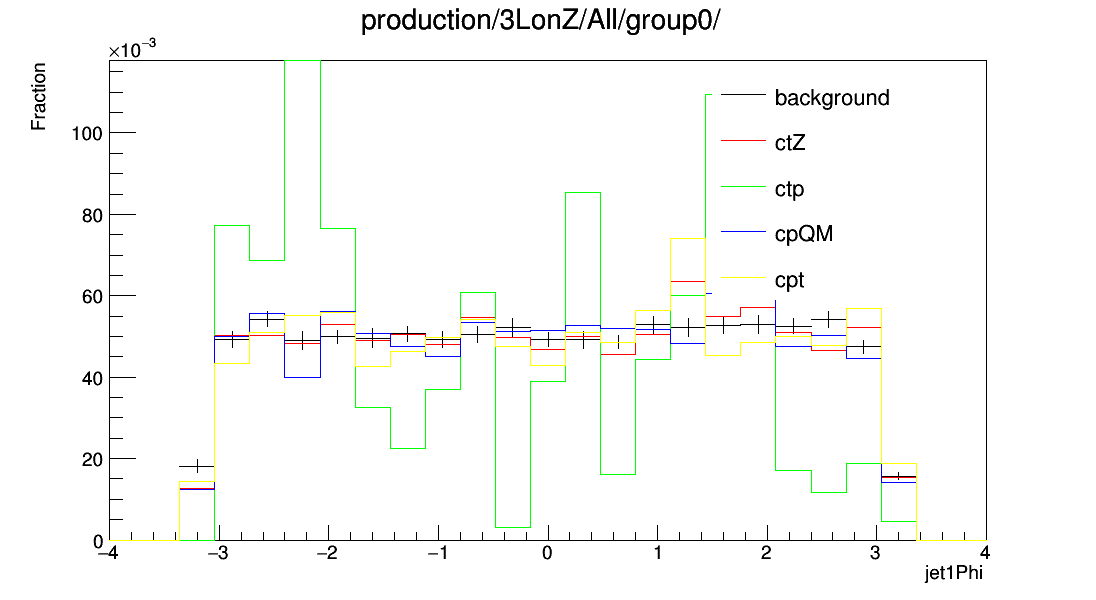 production/3LonZ/All/group0/
×10⁻³
Fraction
100
80
60
40
20
0
background
ctZ
ctp
cpQM
cpt
−4 −3 −2 −1 0 1 2 3 4
jet1Phi